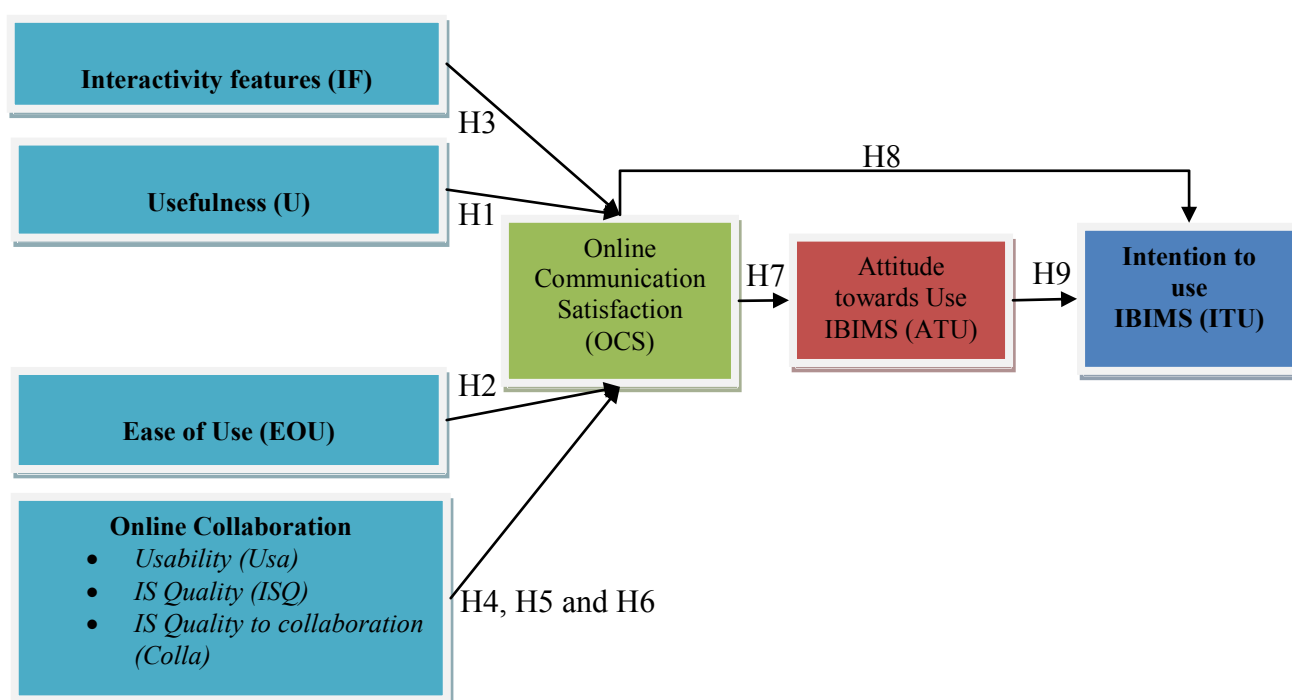 Interactivity features (IF)
H3
Usefulness (U)
H1
H8
Online
Communication
Satisfaction
(OCS)
H7
Attitude
towards Use
IBIMS (ATU)
H9
Intention to
use
IBIMS (ITU)
H2
Ease of Use (EOU)
Online Collaboration
• Usability (Usa)
• IS Quality (ISQ)
• IS Quality to collaboration
(Colla)
H4, H5 and H6